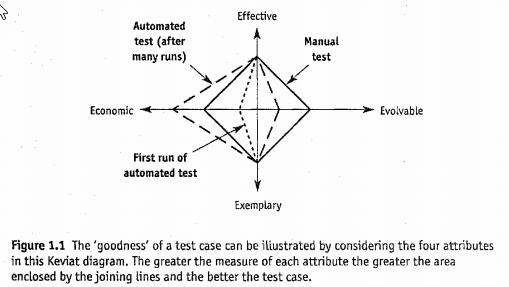 Effective
Automated
test (after
many runs)
Manual
test
Economic
Evolvable
First run of
automated test
Exemplary
Figure 1.1 The 'goodness' of a test case can be illustrated by considering the four attributes
in this Keviat diagram. The greater the measure of each attribute the greater the area
enclosed by the joining lines and the better the test case.